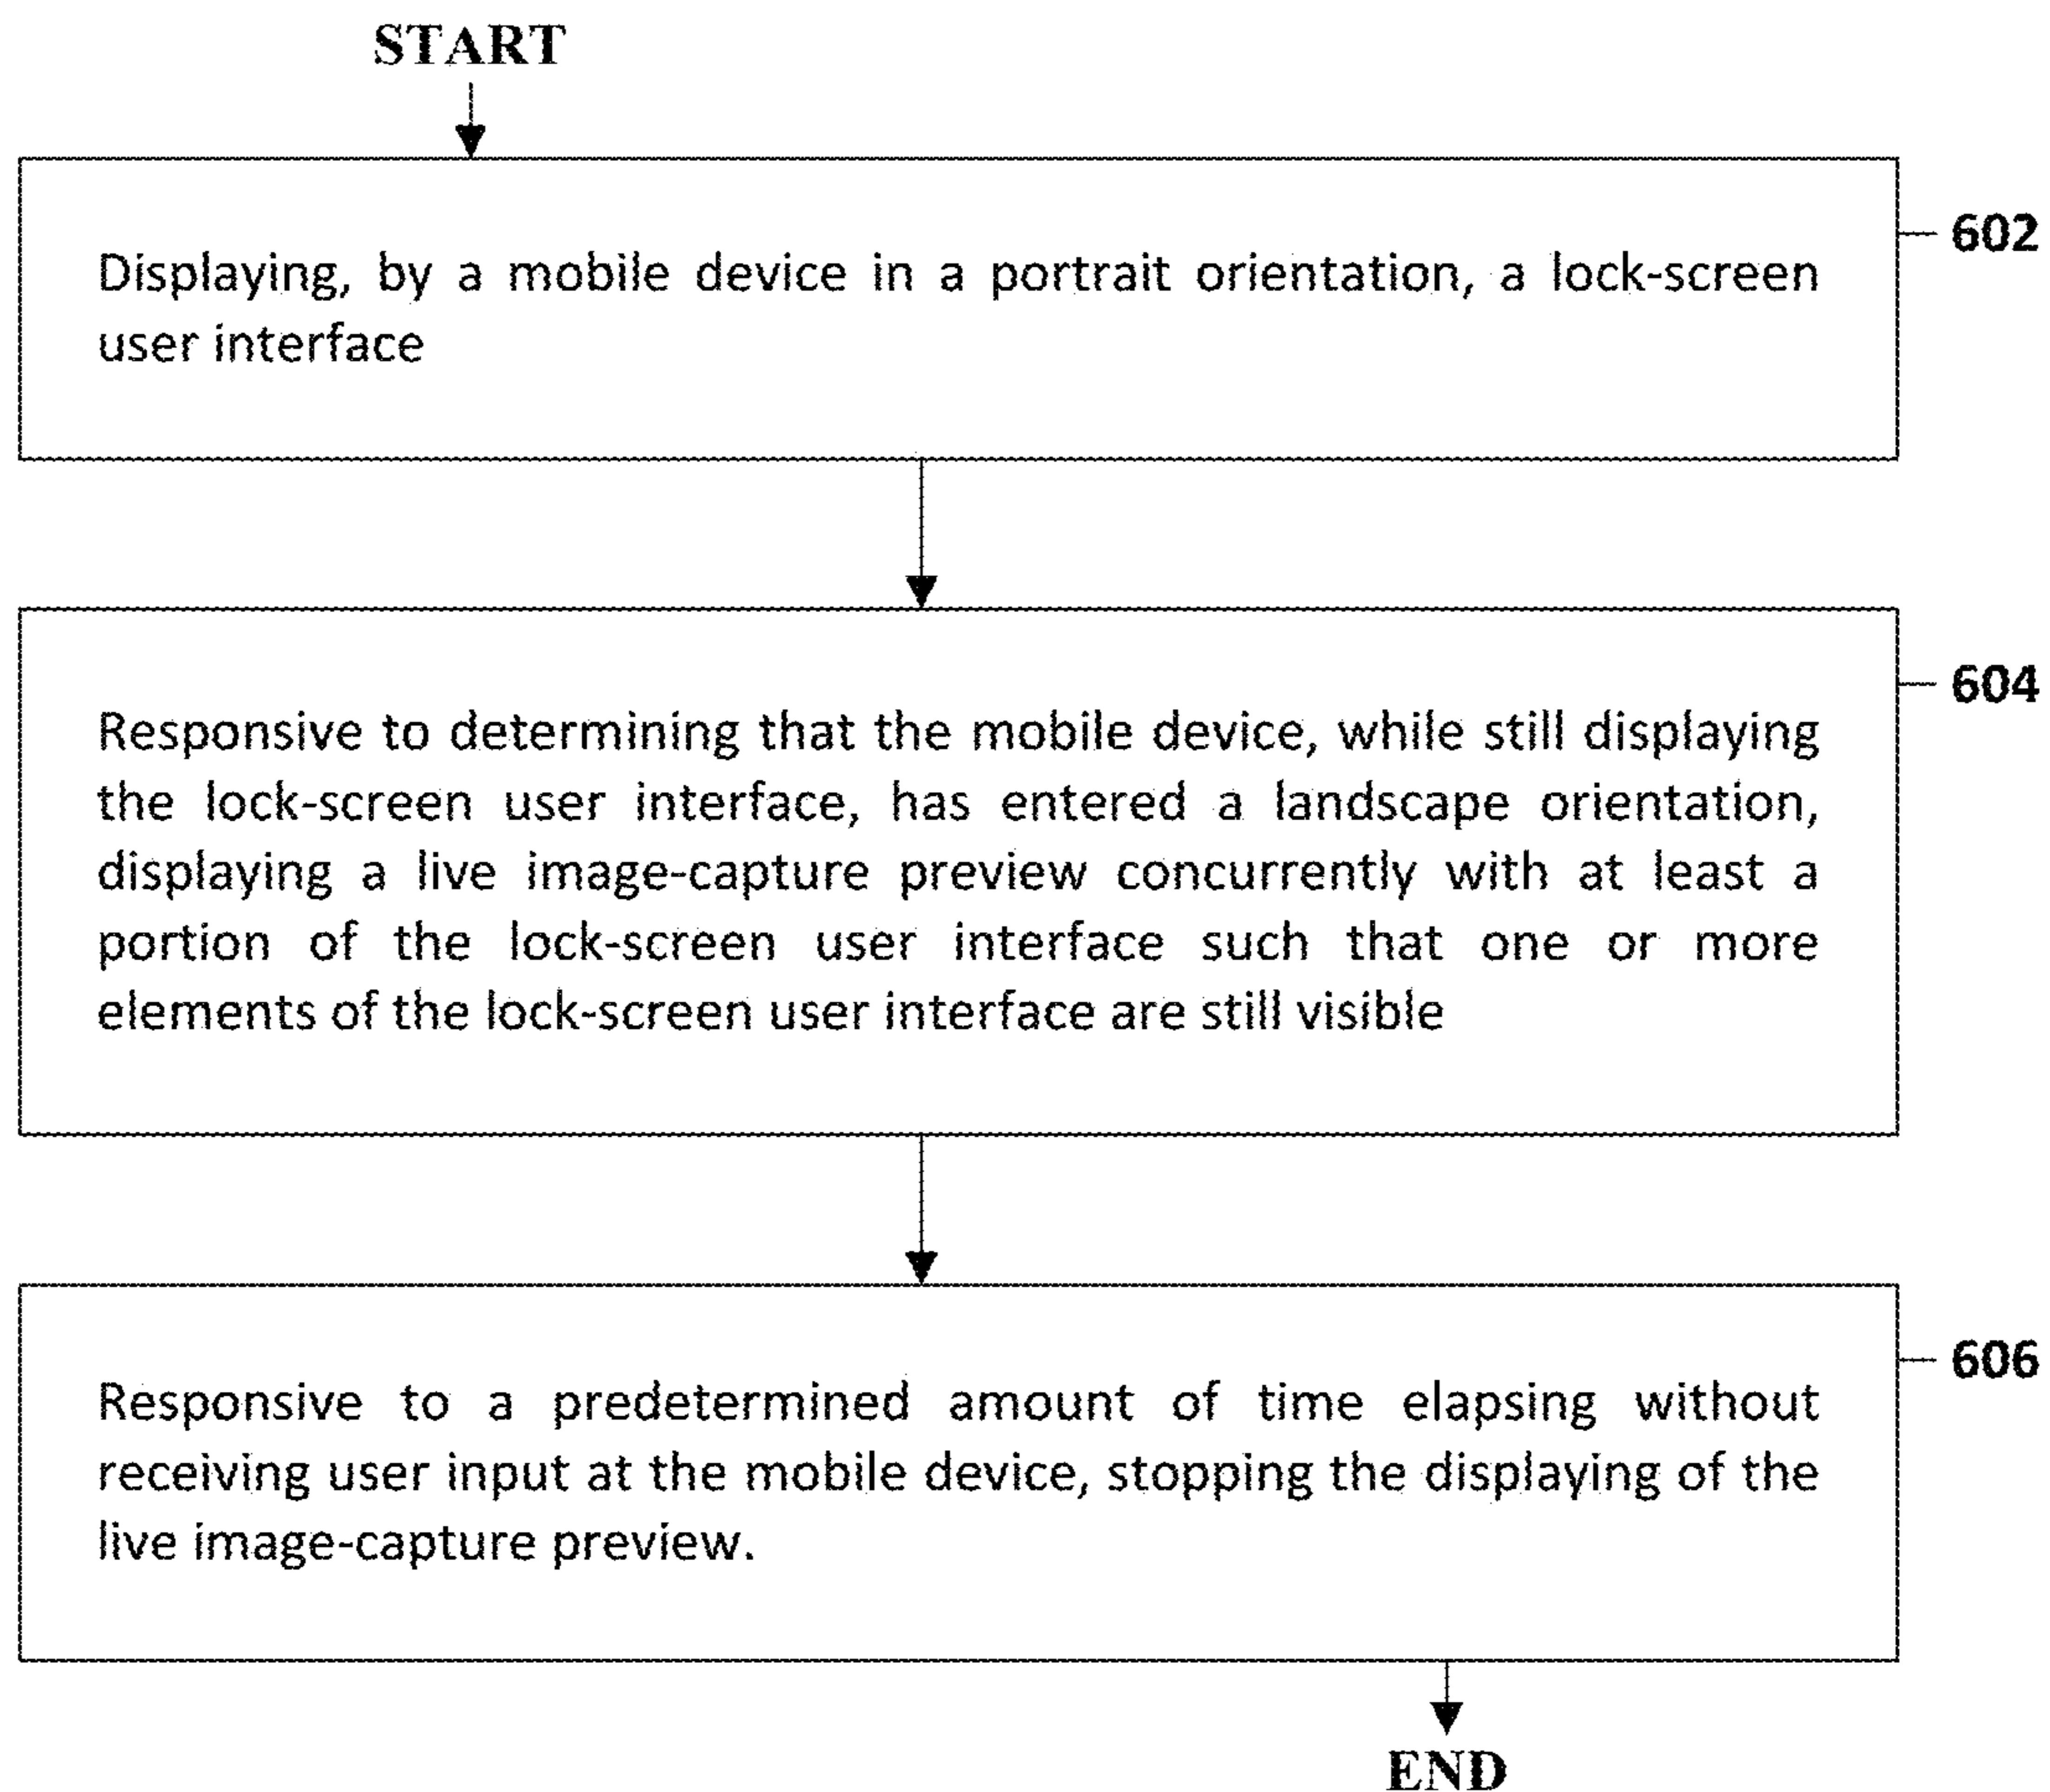 START
602
Displaying, by a mobile device in a portrait orientation, a lock-screen
user interface
604
Responsive to determining that the mobile device, while still displaying
the lock-screen user interface, has entered a landscape orientation,
displaying a live image-capture preview concurrently with at least a
portion of the lock-screen user interface such that one or more
elements of the lock-screen user interface are still visible
606
Responsive to a predetermined amount of time elapsing without
receiving user input at the mobile device, stopping the displaying of the
live image-capture preview.
END